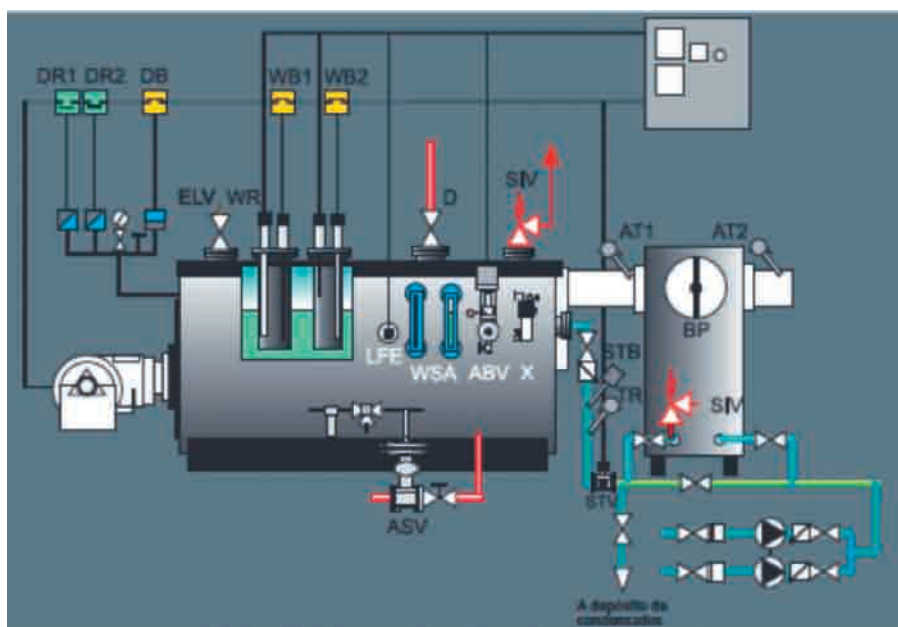 DR1 DR2 DB WB1 WB2
ELV WR D SIV AT1 AT2
BP
LFE WSA ABV X
STB
TR
SIV
STV
ASV
A depósito de
condensados